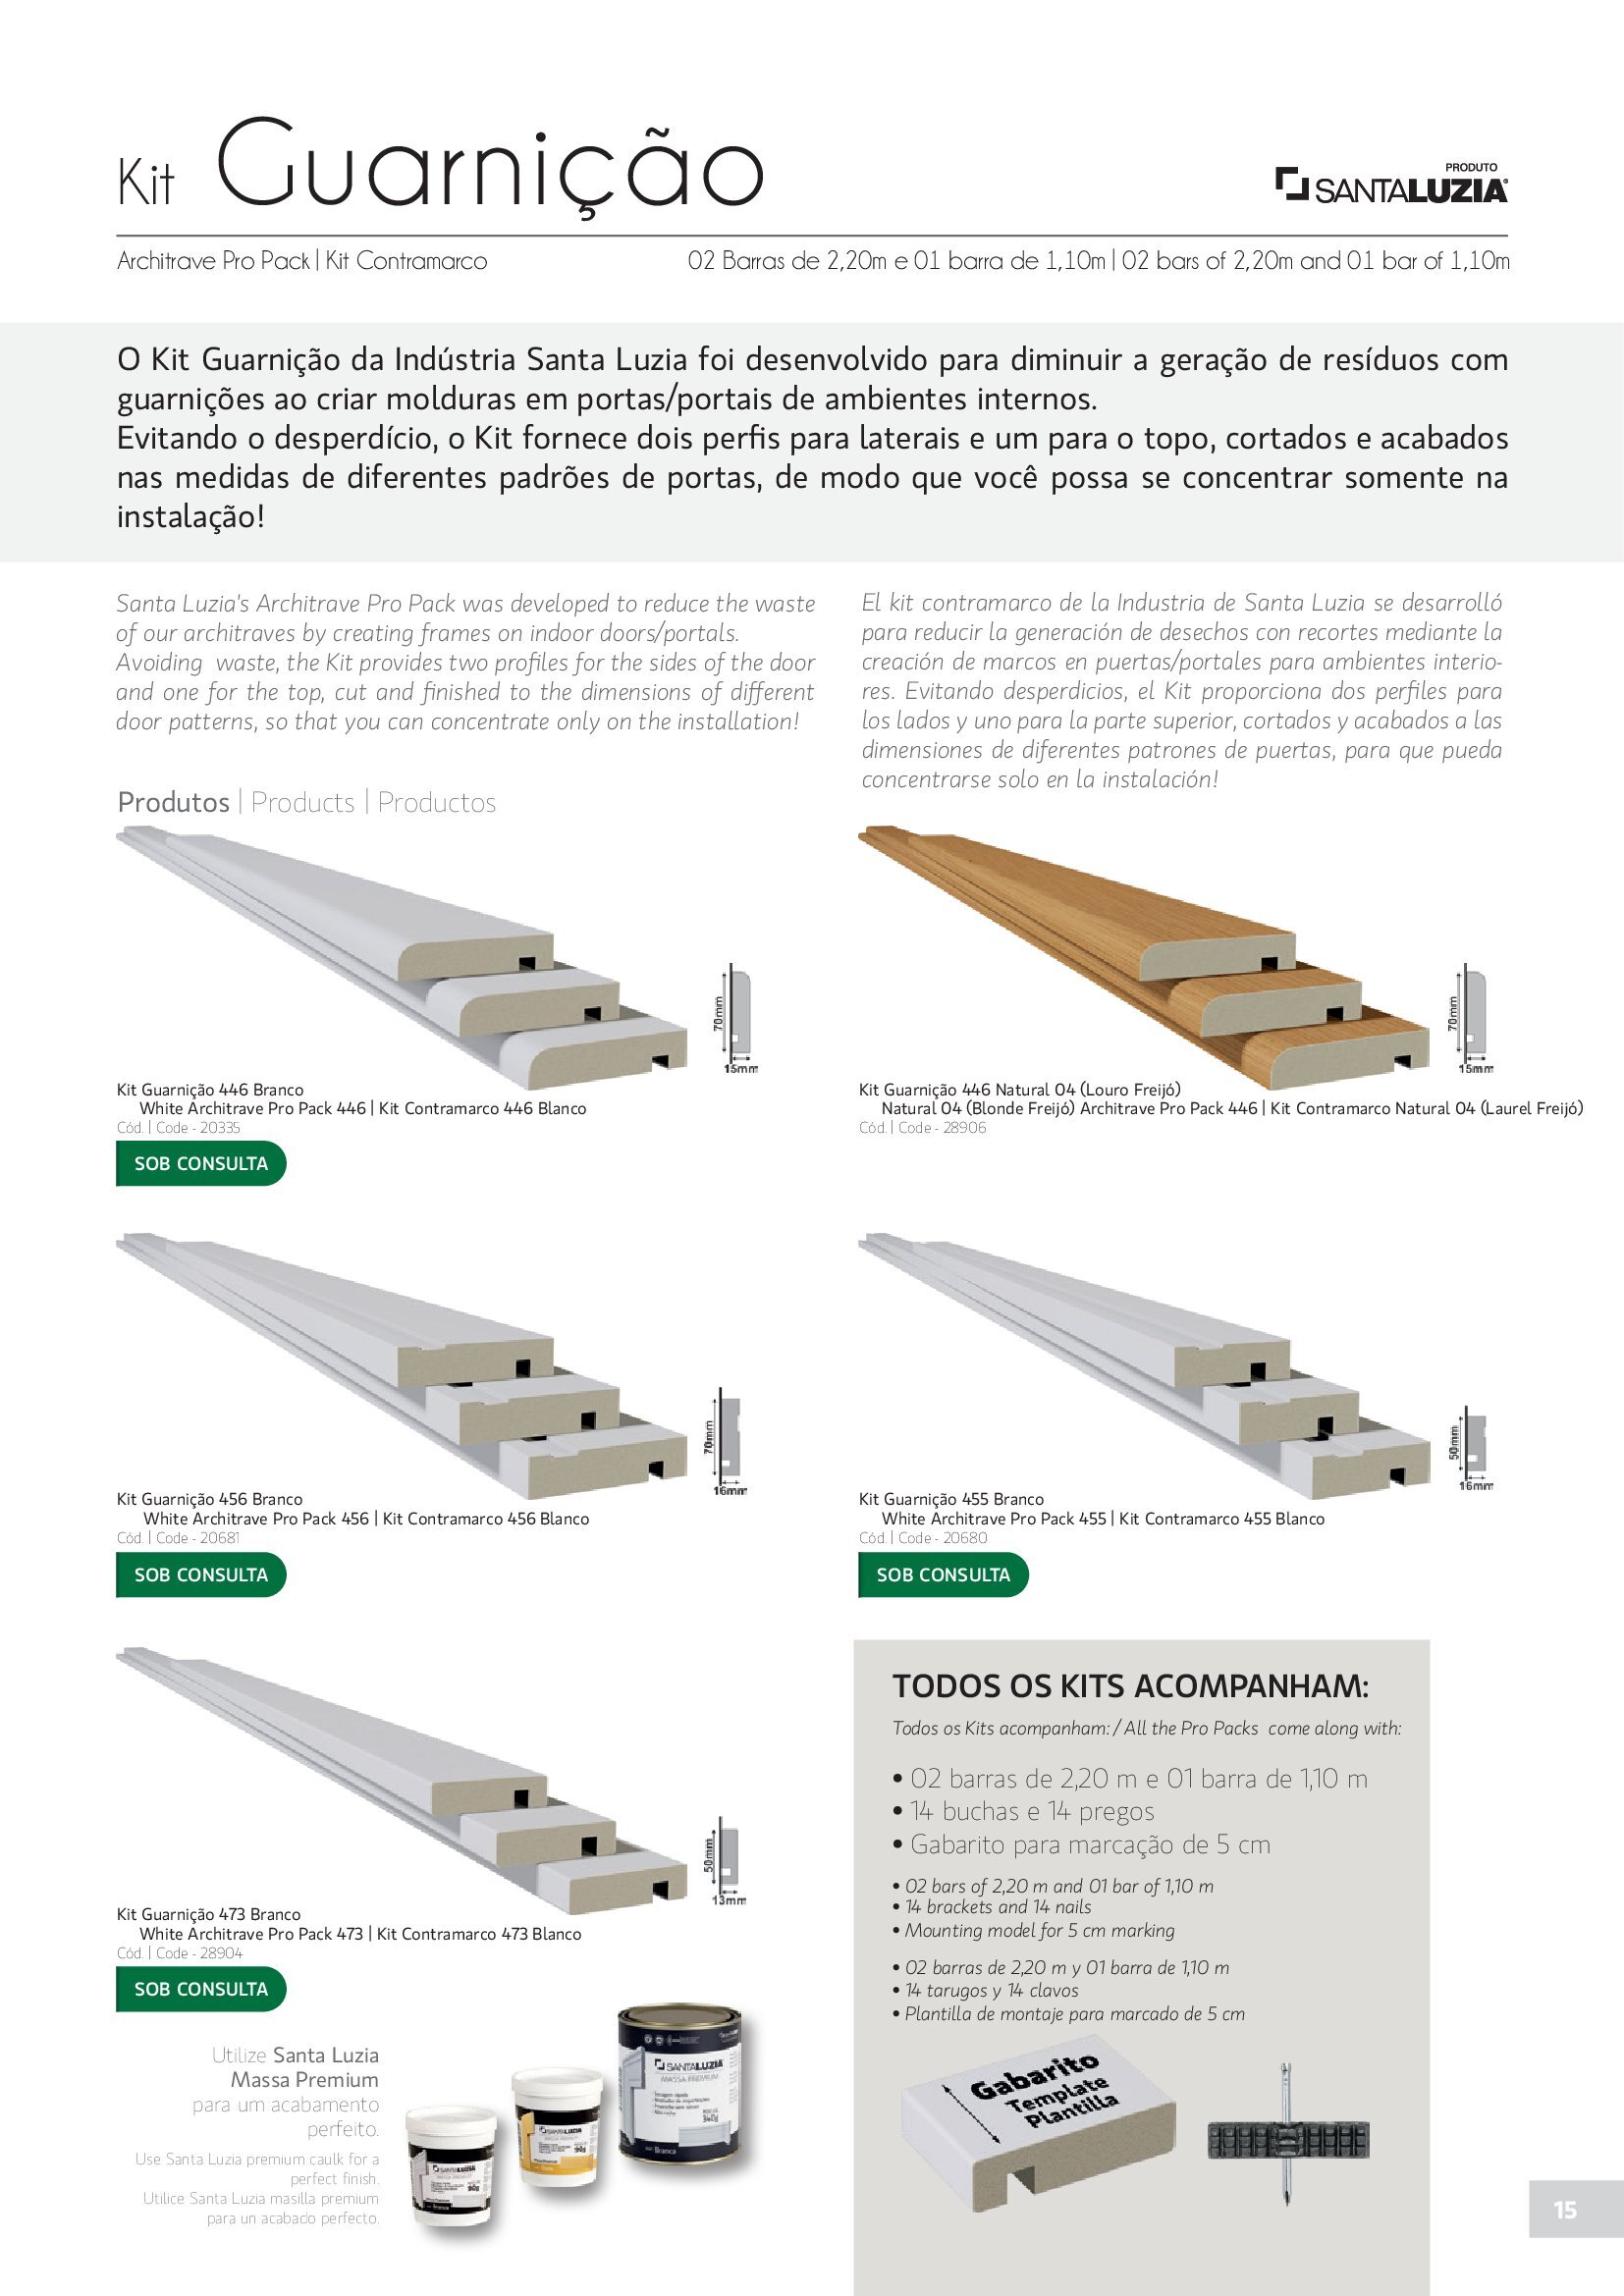 Kit Guarnição
PRODUTO
SANTALUZIA®
Architrave Pro Pack | Kit Contramarco
02 Barras de 2,20m e 01 barra de 1,10m | 02 bars of 2,20m and 01 bar of 1,10m
O Kit Guarnição da Indústria Santa Luzia foi desenvolvido para diminuir a geração de resíduos com
guarnições ao criar molduras em portas/portais de ambientes internos.
Evitando o desperdício, o Kit fornece dois perfis para laterais e um para o topo, cortados e acabados
nas medidas de diferentes padrões de portas, de modo que você possa se concentrar somente na
instalação!
Santa Luzia's Architrave Pro Pack was developed to reduce the waste
of our architraves by creating frames on indoor doors/portals.
Avoiding waste, the Kit provides two profiles for the sides of the door
and one for the top, cut and finished to the dimensions of different
door patterns, so that you can concentrate only on the installation!
El kit contramarco de la Industria de Santa Luzia se desarrolló
para reducir la generación de desechos con recortes mediante la
creación de marcos en puertas/portales para ambientes interio-
res. Evitando desperdicios, el Kit proporciona dos perfiles para
los lados y uno para la parte superior, cortados y acabados a las
dimensiones de diferentes patrones de puertas, para que pueda
concentrarse solo en la instalación!
Produtos | Products | Productos
70mm
15mm
Kit Guarnição 446 Branco
White Architrave Pro Pack 446 | Kit Contramarco 446 Blanco
Cód. | Code - 20335
SOB CONSULTA
70mm
15mm
Kit Guarnição 446 Natural 04 (Louro Freijó)
Natural 04 (Blonde Freijó) Architrave Pro Pack 446 | Kit Contramarco Natural 04 (Laurel Freijó)
Cód. | Code - 28906
70mm
16mm
Kit Guarnição 456 Branco
White Architrave Pro Pack 456 | Kit Contramarco 456 Blanco
Cód. | Code - 20681
SOB CONSULTA
50mm
16mm
Kit Guarnição 455 Branco
White Architrave Pro Pack 455 | Kit Contramarco 455 Blanco
Cód. | Code - 20680
SOB CONSULTA
50mm
13mm
Kit Guarnição 473 Branco
White Architrave Pro Pack 473 | Kit Contramarco 473 Blanco
Cód. | Code - 28904
SOB CONSULTA
Utilize Santa Luzia
Massa Premium
para um acabamento
perfeito.
Use Santa Luzia premium caulk for a
perfect finish.
Utilice Santa Luzia masilla premium
para un acabado perfecto.
SANTALUZIA
90g
SANTALUZIA
90g
SANTALUZIA
MASSA PREMIUM
340g
Branca
TODOS OS KITS ACOMPANHAM:
Todos os Kits acompanham: / All the Pro Packs come along with:
• 02 barras de 2,20 m e 01 barra de 1,10 m
• 14 buchas e 14 pregos
• Gabarito para marcação de 5 cm
• 02 bars of 2,20 m and 01 bar of 1,10 m
• 14 brackets and 14 nails
• Mounting model for 5 cm marking
• 02 barras de 2,20 m y 01 barra de 1,10 m
• 14 tarugos y 14 clavos
• Plantilla de montaje para marcado de 5 cm
Gabarito
Template
Plantilla
15